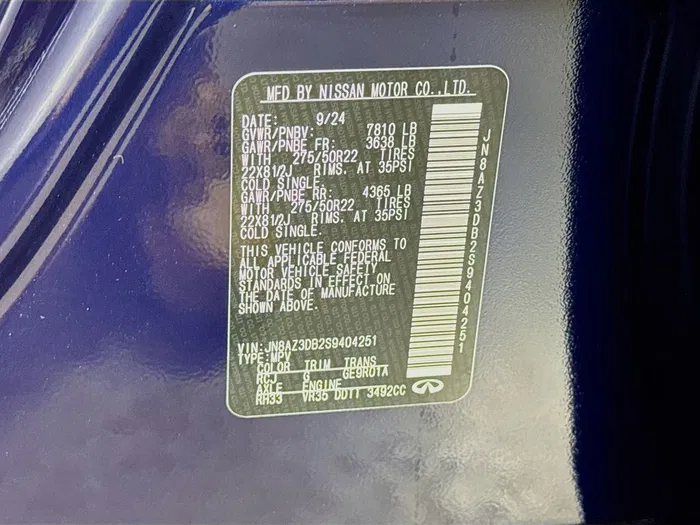 MFD BY NISSAN MOTOR CO.,LTD.
DATE: 9/24
GVWR/PNBV: 7810 LB
GAWR/PNBE FR: 3638 LB
WITH 275/50R22 TIRES
22X81/2J RIMS. AT 35PSI
COLD SINGLE.
GAWR/PNBE RR: 4365 LB
WITH 275/50R22 TIRES
22X81/2J RIMS. AT 35PSI
COLD SINGLE.
THIS VEHICLE CONFORMS TO
ALL APPLICABLE FEDERAL
MOTOR VEHICLE SAFETY
STANDARDS IN EFFECT ON
THE DATE OF MANUFACTURE
SHOWN ABOVE.
VIN:JN8AZ3DB2S9404251
TYPE:MPV
COLOR TRIM TRANS
RCJ G GE9R01A
AXLE ENGINE
RH33 VR35 DDTT 3492CC
JN8AZ3DB2S9404251